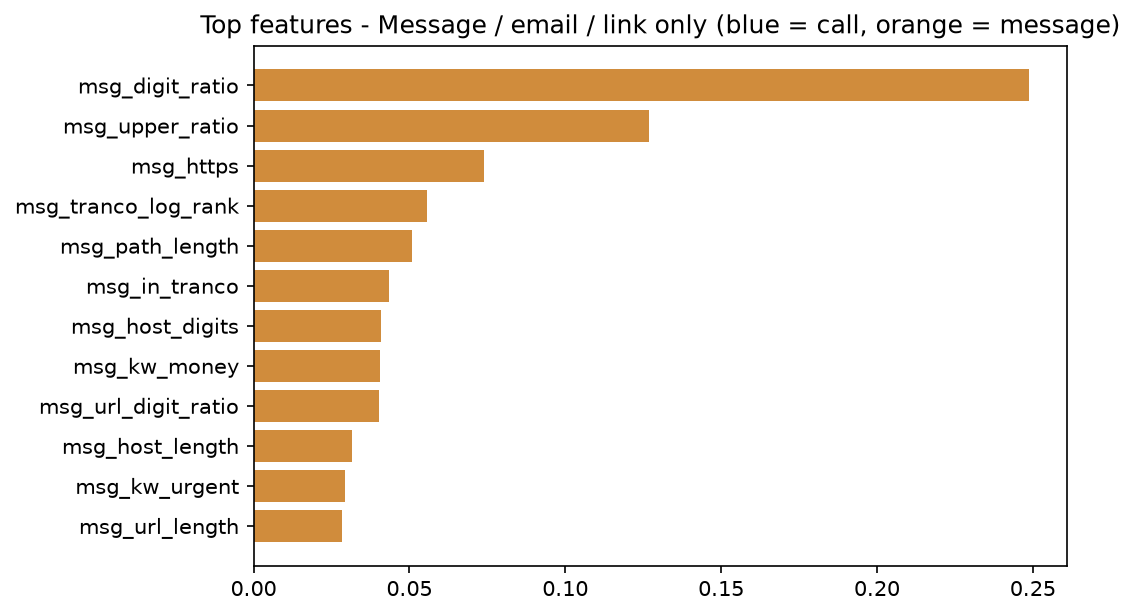 Top features - Message / email / link only (blue = call, orange = message)
msg_digit_ratio
msg_upper_ratio
msg_https
msg_tranco_log_rank
msg_path_length
msg_in_tranco
msg_host_digits
msg_kw_money
msg_url_digit_ratio
msg_host_length
msg_kw_urgent
msg_url_length
0.00 0.05 0.10 0.15 0.20 0.25